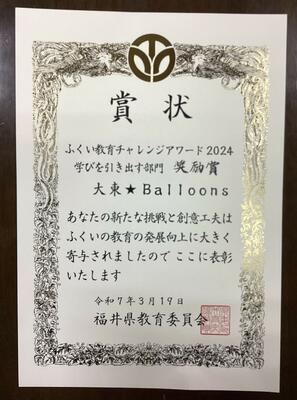 賞状
ふくい教育チャレンジアワード2024
学びを引き出す部門 奨励賞
大東★Balloons
あなたの新たな挑戦と創意工夫は
ふくいの教育の発展向上に大きく
寄与されましたので ここに表彰
いたします
令和7年3月19日
福井県教育委員会